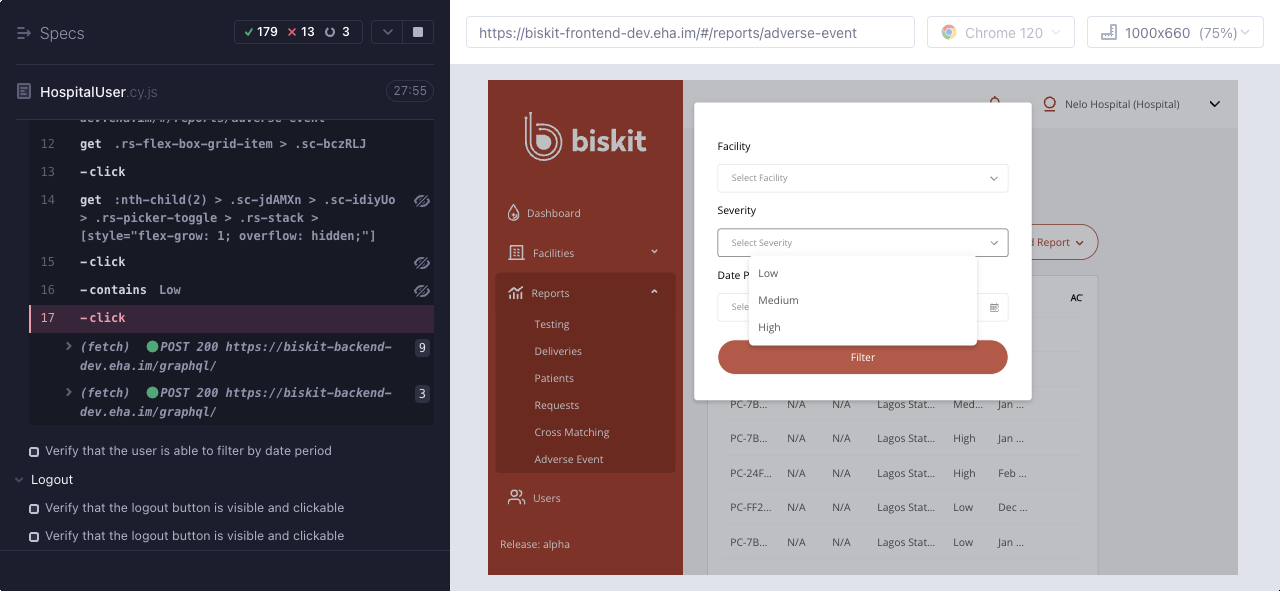 Specs
179
13
3
https://biskit-frontend-dev.eha.im/#/reports/adverse-event
Chrome 120
1000x660 (75%)
HospitalUser.cy.js
27:55
dev.eha.im/#/reports/adverse-event
12 get .rs-flex-box-grid-item > .sc-bczRLJ
13 -click
14 get :nth-child(2) > .sc-jdAMXn > .sc-idiyUo
> .rs-picker-toggle > .rs-stack >
[style="flex-grow: 1; overflow: hidden;"]
15 -click
16 -contains Low
17 -click
(fetch) POST 200 https://biskit-backend-
dev.eha.im/graphql/
9
(fetch) POST 200 https://biskit-backend-
dev.eha.im/graphql/
3
Verify that the user is able to filter by date period
Logout
Verify that the logout button is visible and clickable
Verify that the logout button is visible and clickable
biskit
Dashboard
Facilities
Reports
Testing
Deliveries
Patients
Requests
Cross Matching
Adverse Event
Users
Release: alpha
Nelo Hospital (Hospital)
Facility
Select Facility
Severity
Select Severity
Date P
Sele
Low
Medium
High
Filter
d Report
AC
PC-7B... N/A N/A Lagos Stat... Med... Jan ...
PC-7B... N/A N/A Lagos Stat... High Jan ...
PC-24F... N/A N/A Lagos Stat... High Feb ...
PC-FF2... N/A N/A Lagos Stat... Low Dec ...
PC-7B... N/A N/A Lagos Stat... Low Jan ...